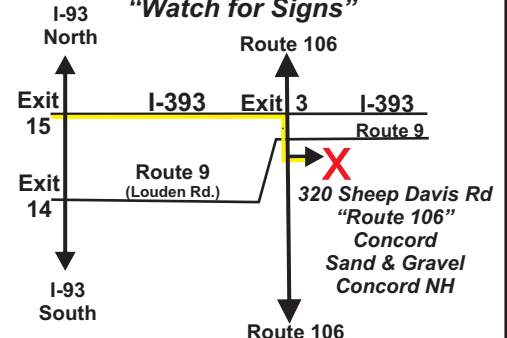 "Watch for Signs"
I-93
North
Route 106
Exit
15
I-393
Exit 3
I-393
Route 9
Exit
14
Route 9
(Louden Rd.)
X
320 Sheep Davis Rd
"Route 106"
Concord
Sand & Gravel
Concord NH
I-93
South
Route 106